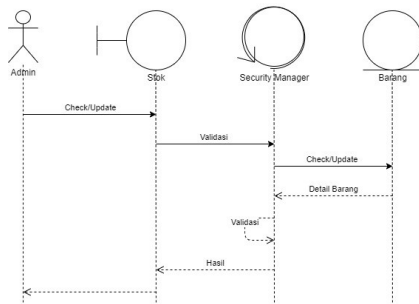 Admin
Stok
Security Manager
Barang
Check/Update
Validasi
Check/Update
Detail Barang
Validasi
Hasil